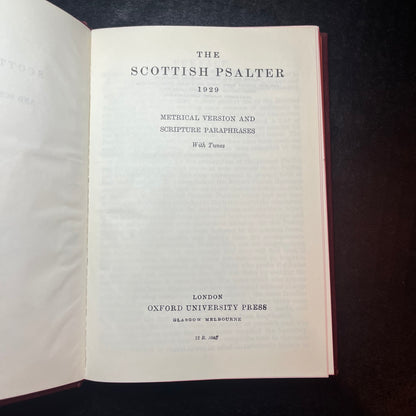 THE
SCOTTISH PSALTER
1929
METRICAL VERSION AND
SCRIPTURE PARAPHRASES
With Tunes
LONDON
OXFORD UNIVERSITY PRESS
GLASGOW MELBOURNE